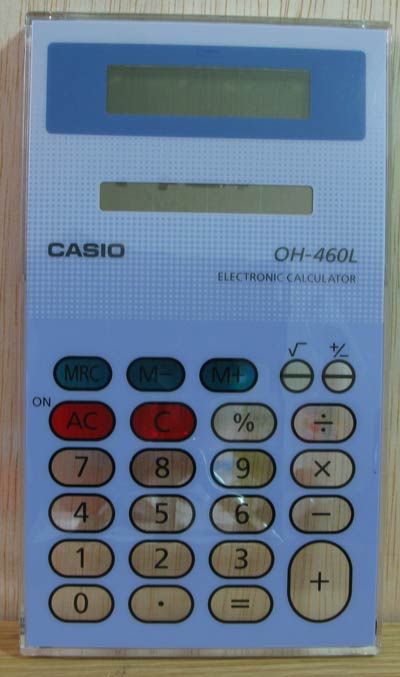 CASIO
OH-460L
ELECTRONIC CALCULATOR
√ +/−
MRC M− M+
ON
AC C % ÷
7 8 9 ×
4 5 6 −
1 2 3
+
0 · =